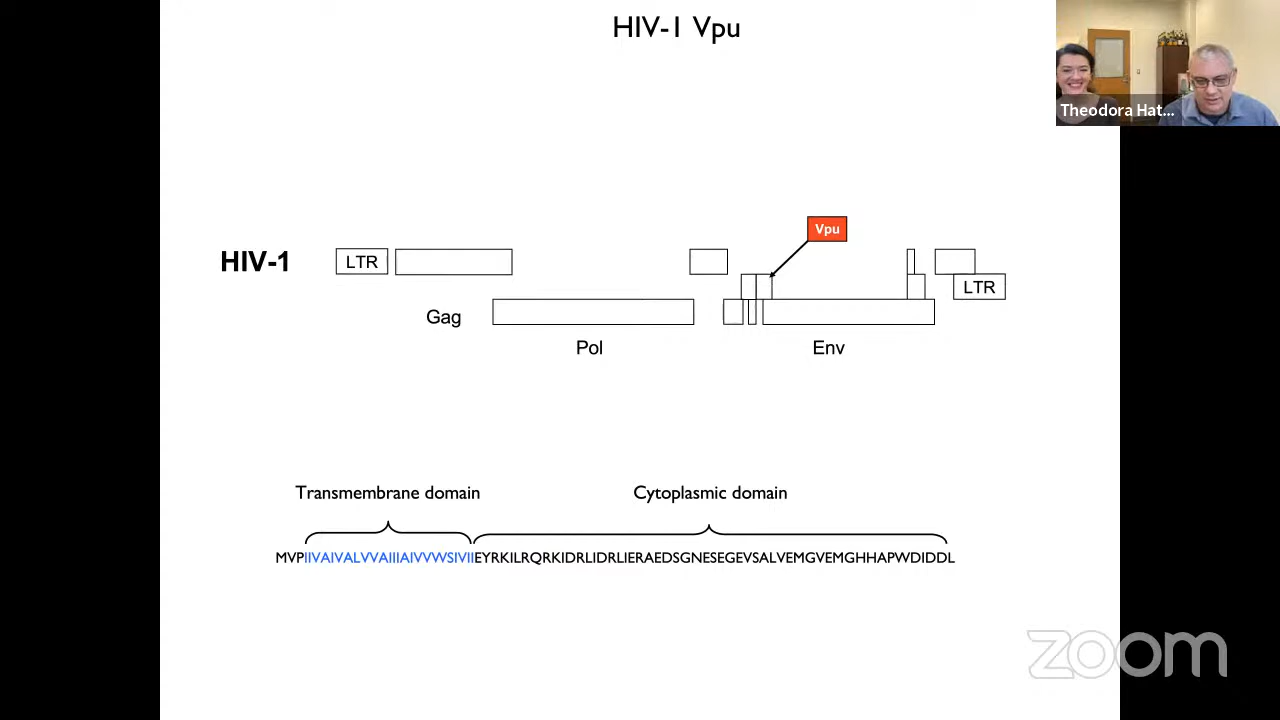 HIV-1 Vpu
Theodora Hat...
Vpu
HIV-1
LTR
LTR
Gag
Pol
Env
Transmembrane domain
Cytoplasmic domain
MVPIIVAIVALVVAIIIAIVVWSIVIIEYRKILRQRKIDRLIDRLIERAEDSGNESEGEVSALVEMGVEMGHHAPWDIDDL
zoom